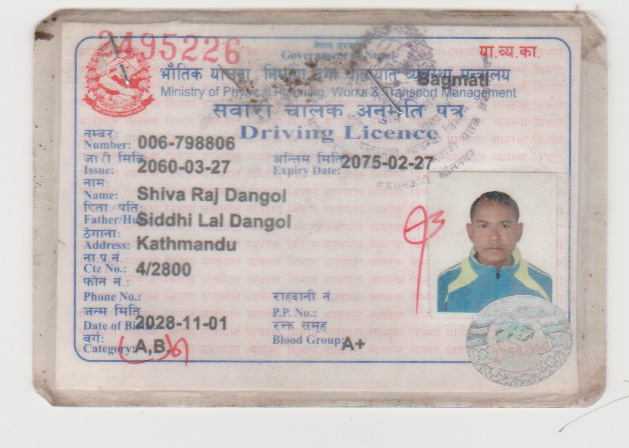 2495226
नेपाल सरकार
Government of Nepal
या.व्य.का.
Bagmati
भौतिक योजना, निर्माण तथा यातायात व्यवस्था मन्त्रालय
Ministry of Physical Planning, Works & Transport Management
सवारी चालक अनुमति पत्र
Driving Licence
नम्बर:
Number: 006-798806
जारी मिति
Issue: 2060-03-27
अन्तिम मिति
Expiry Date: 2075-02-27
नाम:
Name: Shiva Raj Dangol
पिता पति:
Father/Hus Siddhi Lal Dangol
ठेगाना:
Address: Kathmandu
ना.प्र.नं.
Ctz No.: 4/2800
फोन नं.:
Phone No.:
राहदानी नं.
P.P. No.:
जन्म मिति
Date of Bi 2028-11-01
रक्त समूह
Blood Group: A+
वर्ग:
Category: A,B,